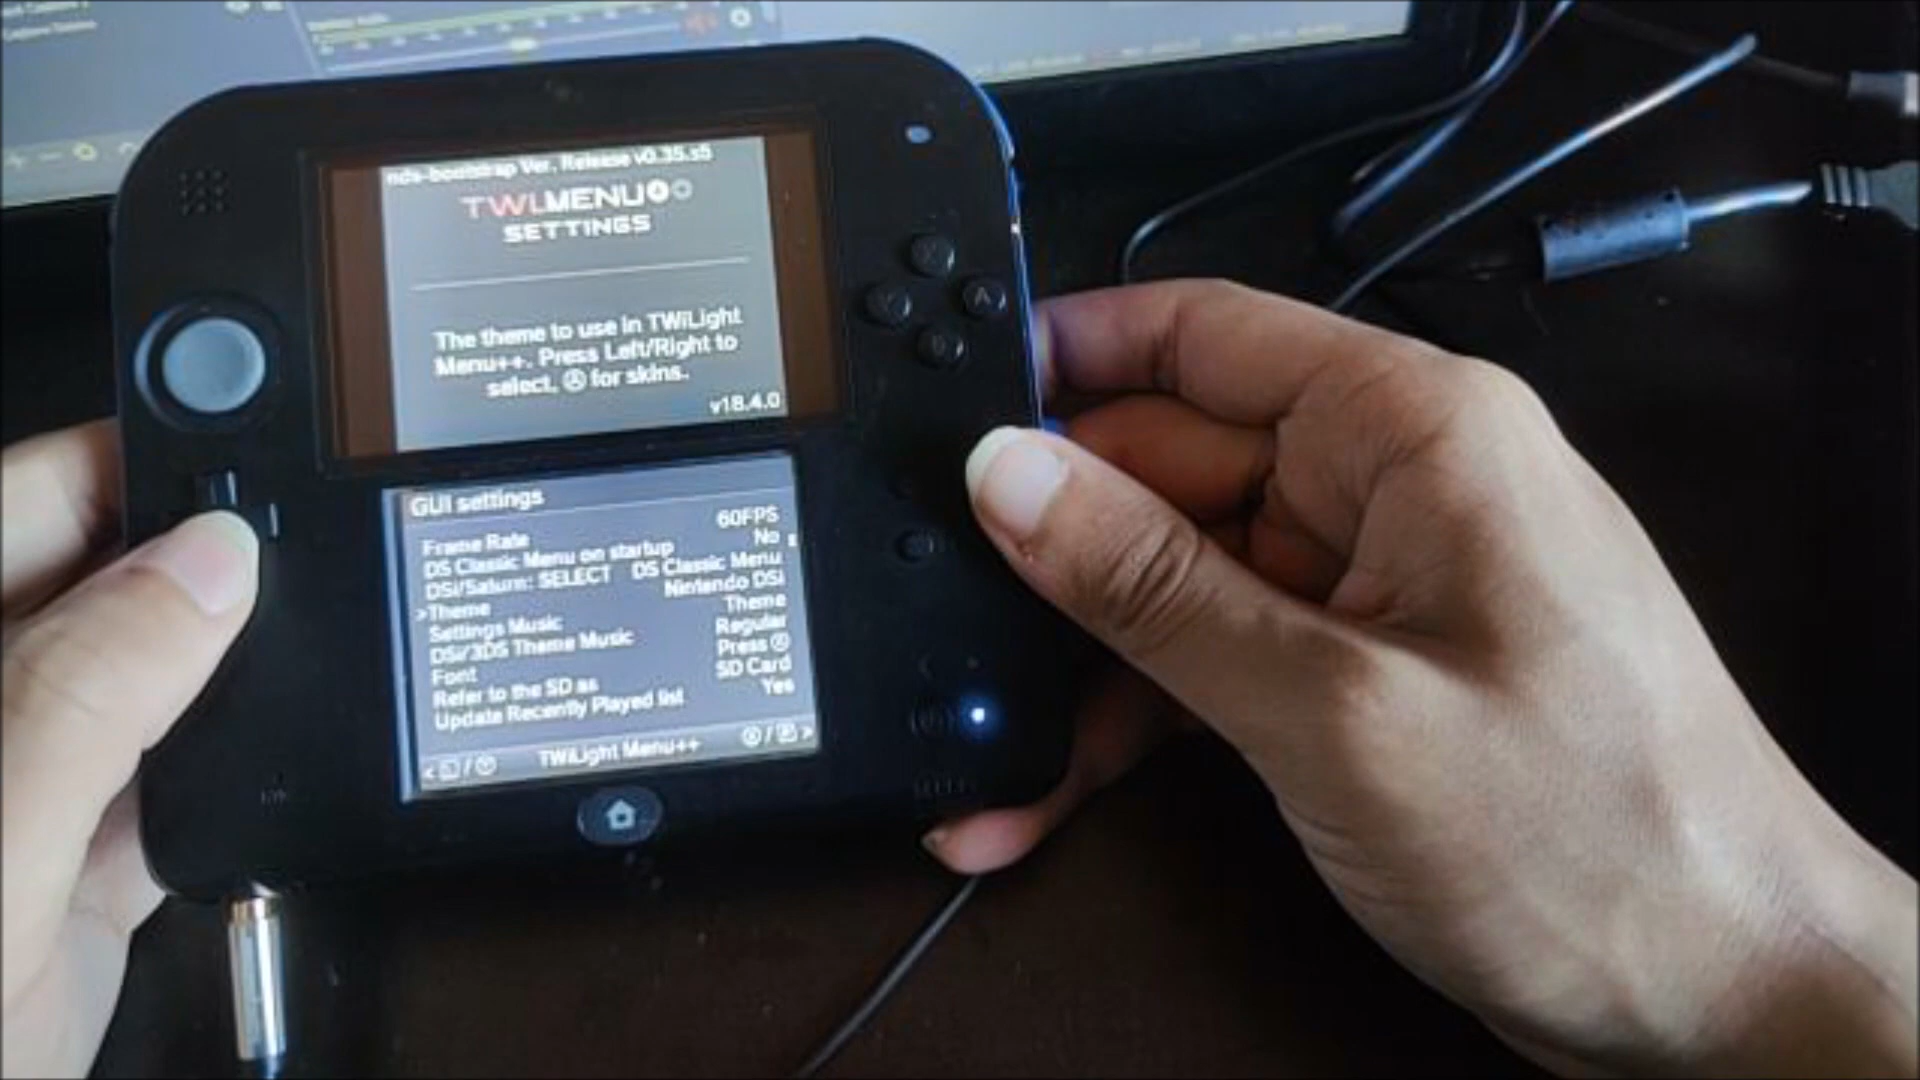 nds-bootstrap Ver. Release v0.35.s5
TWLMENU++
SETTINGS
The theme to use in TWiLight
Menu++. Press Left/Right to
select, Ⓐ for skins.
v18.4.0
GUI settings
Frame Rate 60FPS
DS Classic Menu on startup No
DSi/Saturn: SELECT DS Classic Menu
>Theme Nintendo DSi
Settings Music Theme
DSi/3DS Theme Music Regular
Font Press Ⓐ
Refer to the SD as SD Card
Update Recently Played list Yes
TWiLight Menu++
X
Y
A
B